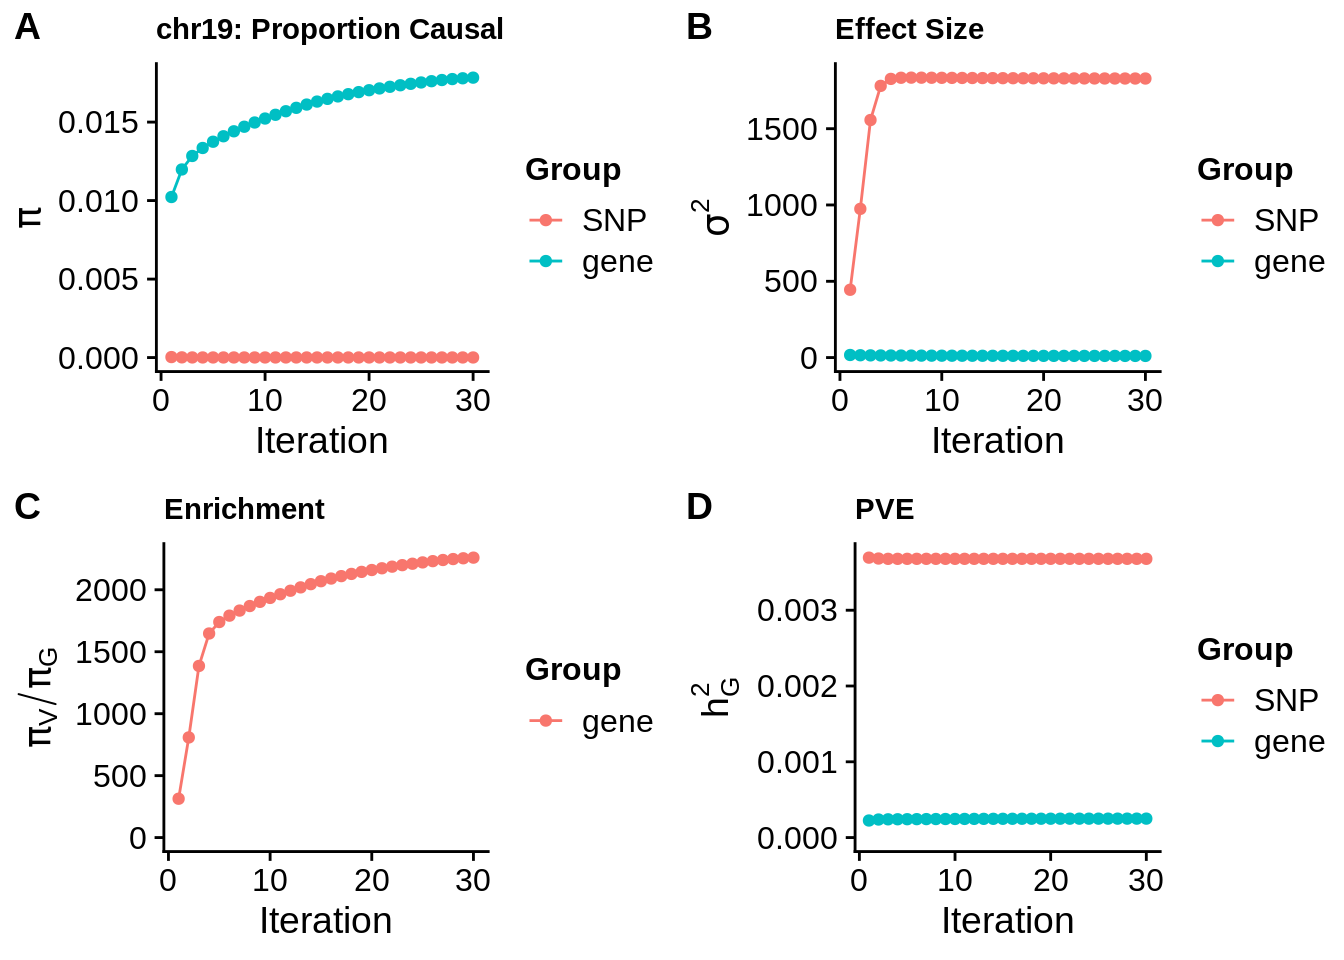 A
chr19: Proportion Causal
π
0.015
0.010
0.005
0.000
0 10 20 30
Iteration
Group
SNP
gene
B
Effect Size
σ²
1500
1000
500
0
0 10 20 30
Iteration
Group
SNP
gene
C
Enrichment
π_V/π_G
2000
1500
1000
500
0
0 10 20 30
Iteration
Group
gene
D
PVE
h²_G
0.003
0.002
0.001
0.000
0 10 20 30
Iteration
Group
SNP
gene